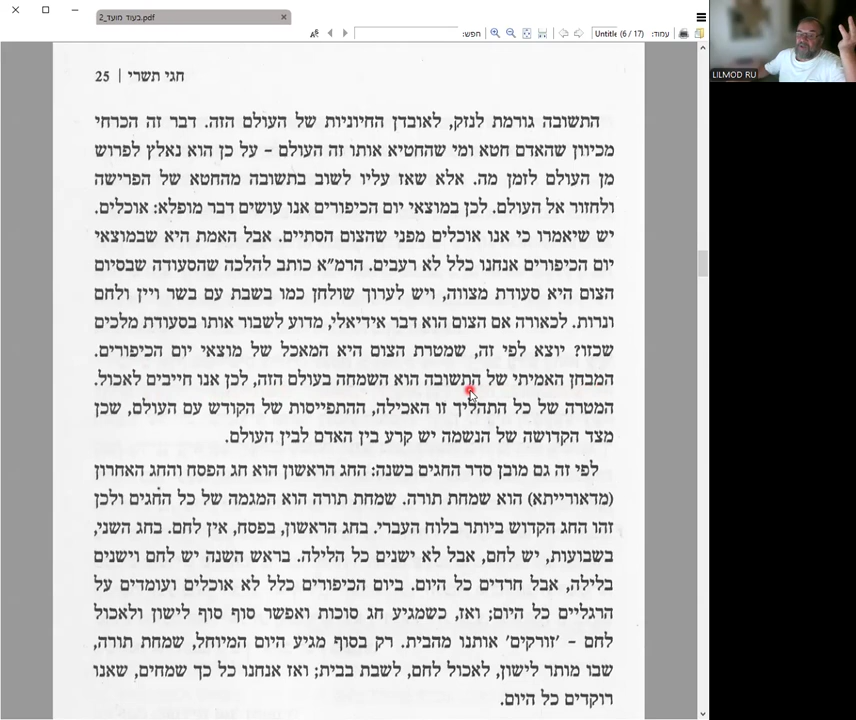 בעוד מועד_2.pdf
חפש:
Untitle (6 / 17)
עמוד:
LILMOD RU
חגי תשרי | 25
התשובה גורמת לנזק, לאובדן החיוניות של העולם הזה. דבר זה הכרחי
מכיוון שהאדם חטא ומי שהחטיא אותו זה העולם – על כן הוא נאלץ לפרוש
מן העולם לזמן מה. אלא שאז עליו לשוב בתשובה מהחטא של הפרישה
ולחזור אל העולם. לכן במוצאי יום הכיפורים אנו עושים דבר מופלא: אוכלים.
יש שיאמרו כי אנו אוכלים מפני שהצום הסתיים. אבל האמת היא שבמוצאי
יום הכיפורים אנחנו כלל לא רעבים. הרמ״א כותב להלכה שהסעודה שבסיום
הצום היא סעודת מצווה, ויש לערוך שולחן כמו בשבת עם בשר ויין ולחם
ונרות. לכאורה אם הצום הוא דבר אידיאלי, מדוע לשבור אותו בסעודת מלכים
שכזו? יוצא לפי זה, שמטרת הצום היא המאכל של מוצאי יום הכיפורים.
המבחן האמיתי של התשובה הוא השמחה בעולם הזה, לכן אנו חייבים לאכול.
המטרה של כל התהליך זו האכילה, ההתפייסות של הקודש עם העולם, שכן
מצד הקדושה של הנשמה יש קרע בין האדם לבין העולם.
לפי זה גם מובן סדר החגים בשנה: החג הראשון הוא חג הפסח והחג האחרון
(מדאורייתא) הוא שמחת תורה. שמחת תורה הוא המגמה של כל החגים ולכן
זהו החג הקדוש ביותר בלוח העברי. בחג הראשון, בפסח, אין לחם. בחג השני,
בשבועות, יש לחם, אבל לא ישנים כל הלילה. בראש השנה יש לחם וישנים
בלילה, אבל חרדים כל היום. ביום הכיפורים כלל לא אוכלים ועומדים על
הרגליים כל היום; ואז, כשמגיע חג סוכות ואפשר סוף סוף לישון ולאכול
לחם – 'זורקים' אותנו מהבית. רק בסוף מגיע היום המיוחל, שמחת תורה,
שבו מותר לישון, לאכול לחם, לשבת בבית; ואז אנחנו כל כך שמחים, שאנו
רוקדים כל היום.